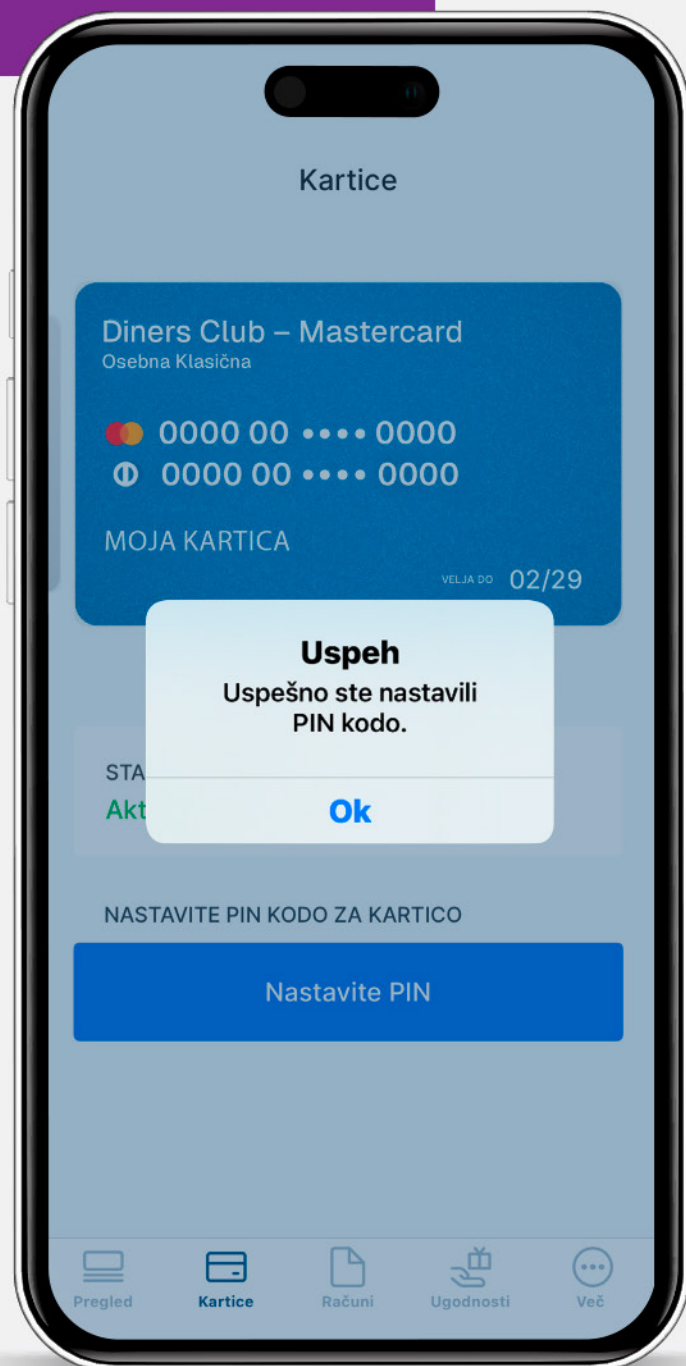 Kartice
Diners Club – Mastercard
Osebna Klasična
0000 00 •••• 0000
0000 00 •••• 0000
MOJA KARTICA
VELJA DO 02/29
Uspeh
Uspešno ste nastavili
PIN kodo.
STA
Akt
Ok
NASTAVITE PIN KODO ZA KARTICO
Nastavite PIN
Pregled Kartice Računi Ugodnosti Več